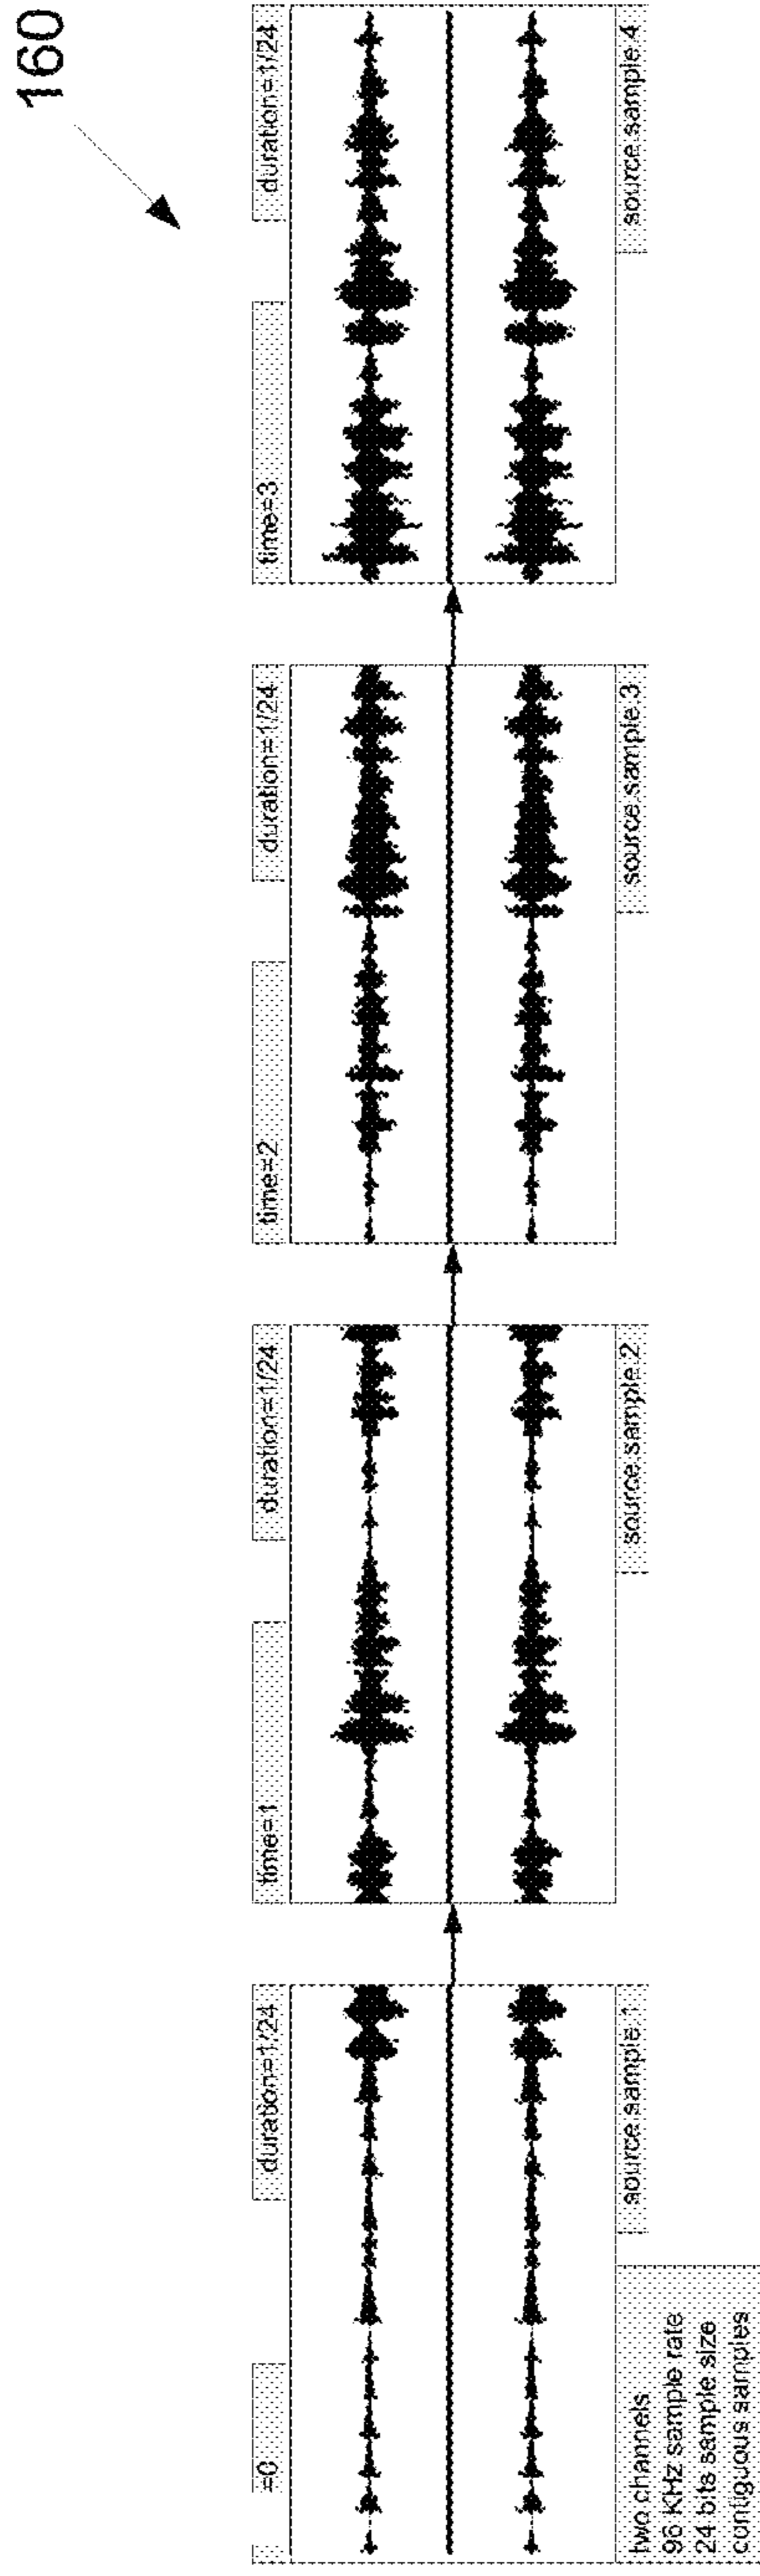 160
=0
duration=1/24
time=1
duration=1/24
time=2
duration=1/24
time=3
duration=1/24
source sample 1
source sample 2
source sample 3
source sample 4
two channels
96 KHz sample rate
24 bits sample size
contiguous samples